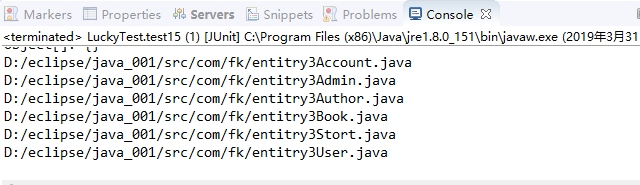 Markers Properties Servers Snippets Problems Console
<terminated> LuckyTest.test15 (1) [JUnit] C:\Program Files (x86)\Java\jre1.8.0_151\bin\javaw.exe (2019年3月31
Object[]: {}
D:/eclipse/java_001/src/com/fk/entitry3Account.java
D:/eclipse/java_001/src/com/fk/entitry3Admin.java
D:/eclipse/java_001/src/com/fk/entitry3Author.java
D:/eclipse/java_001/src/com/fk/entitry3Book.java
D:/eclipse/java_001/src/com/fk/entitry3Stort.java
D:/eclipse/java_001/src/com/fk/entitry3User.java